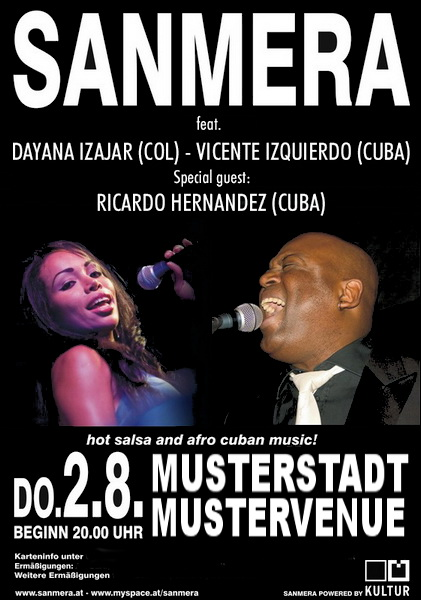 SANMERA
feat.
DAYANA IZAJAR (COL) - VICENTE IZQUIERDO (CUBA)
Special guest:
RICARDO HERNANDEZ (CUBA)
hot salsa and afro cuban music!
DO.2.8. MUSTERSTADT
BEGINN 20.00 UHR MUSTERVENUE
Karteninfo unter
Ermäßigungen:
Weitere Ermäßigungen
www.sanmera.at - www.myspace.at/sanmera
SANMERA POWERED BY KULTUR